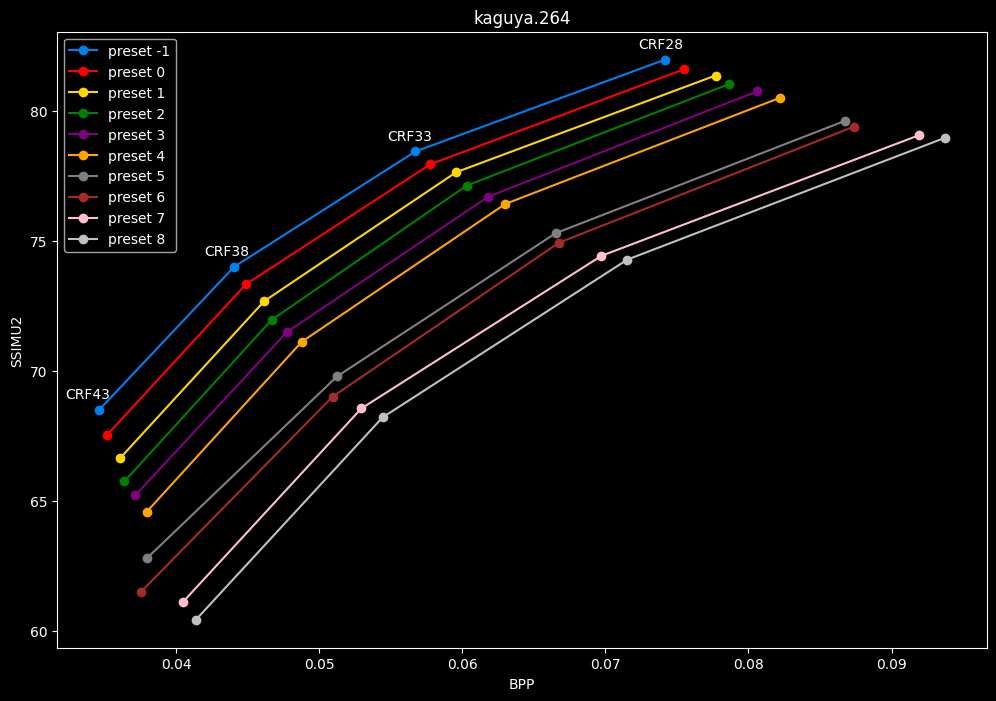 kaguya.264
preset -1
preset 0
preset 1
preset 2
preset 3
preset 4
preset 5
preset 6
preset 7
preset 8
CRF28
CRF33
CRF38
CRF43
80
75
70
65
60
SSIMU2
0.04 0.05 0.06 0.07 0.08 0.09
BPP